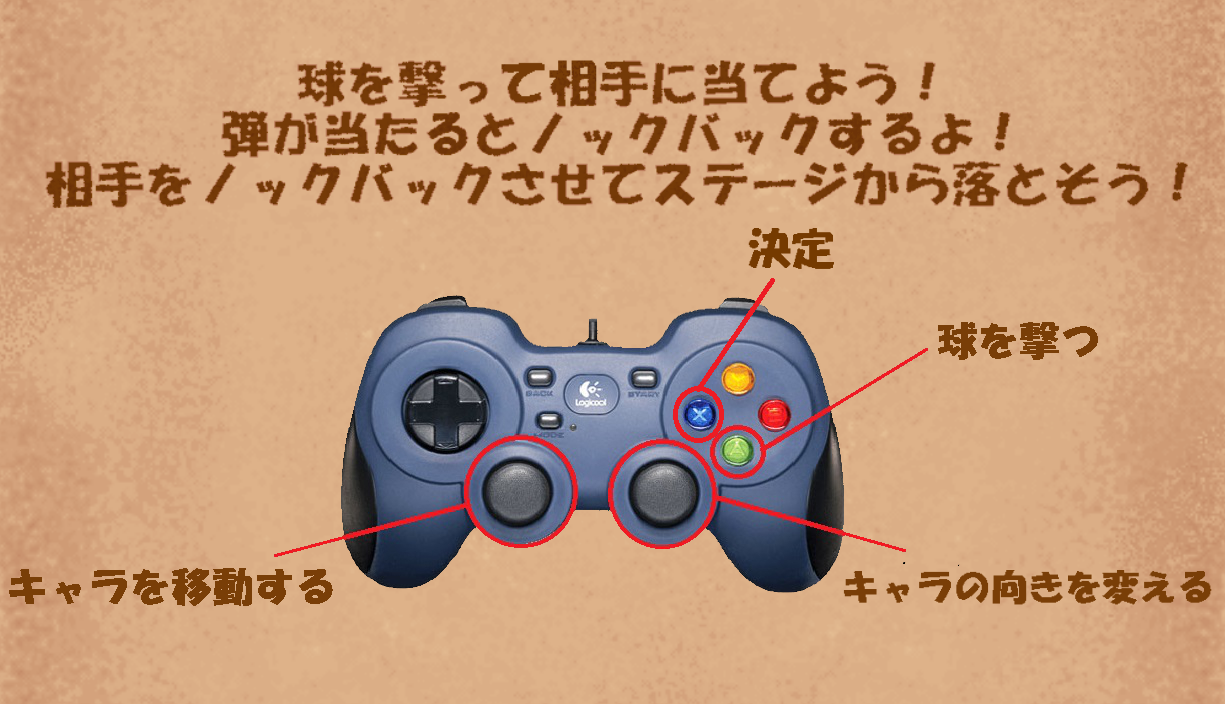 球を撃って相手に当てよう！
弾が当たるとノックバックするよ！
相手をノックバックさせてステージから落とそう！
決定
球を撃つ
BACK
Logicool
START
X
B
A
MODE
キャラを移動する
キャラの向きを変える